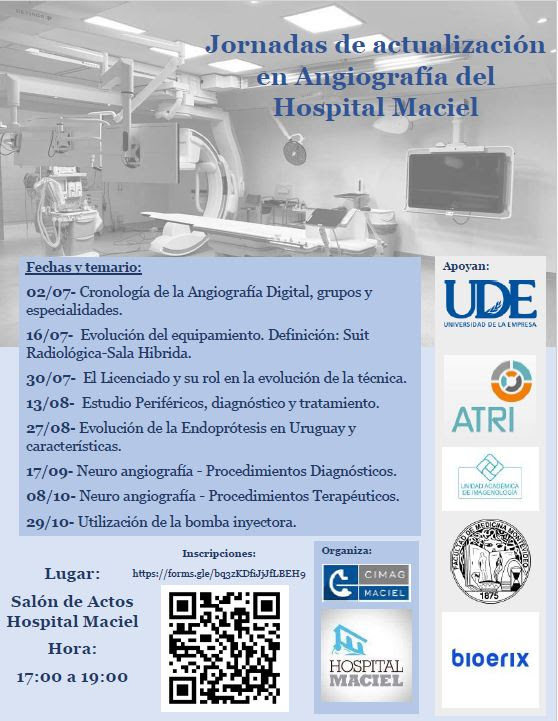 Jornadas de actualización
en Angiografía del
Hospital Maciel
Fechas y temario:
02/07- Cronología de la Angiografía Digital, grupos y
especialidades.
16/07- Evolución del equipamiento. Definición: Suit
Radiológica-Sala Hibrida.
30/07- El Licenciado y su rol en la evolución de la técnica.
13/08- Estudio Periféricos, diagnóstico y tratamiento.
27/08- Evolución de la Endoprótesis en Uruguay y
características.
17/09- Neuro angiografía - Procedimientos Diagnósticos.
08/10- Neuro angiografía - Procedimientos Terapéuticos.
29/10- Utilización de la bomba inyectora.
Apoyan:
UDE
UNIVERSIDAD DE LA EMPRESA
ATRI
UNIDAD ACADÉMICA
DE IMAGENOLOGÍA
FACULTAD DE MEDICINA MONTEVIDEO
1875
bioerix
Lugar:
Salón de Actos
Hospital Maciel
Hora:
17:00 a 19:00
Inscripciones:
https://forms.gle/bq3zKDfiJjJfLBEH9
Organiza:
CIMAG
MACIEL
HOSPITAL
MACIEL